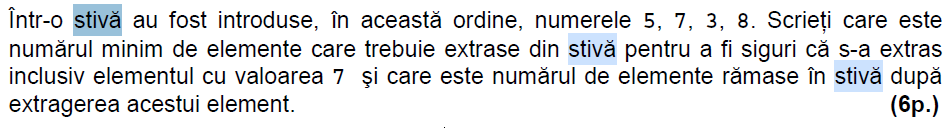 Într-o stivă au fost introduse, în această ordine, numerele 5, 7, 3, 8. Scrieți care este
numărul minim de elemente care trebuie extrase din stivă pentru a fi siguri că s-a extras
inclusiv elementul cu valoarea 7 şi care este numărul de elemente rămase în stivă după
extragerea acestui element. (6p.)